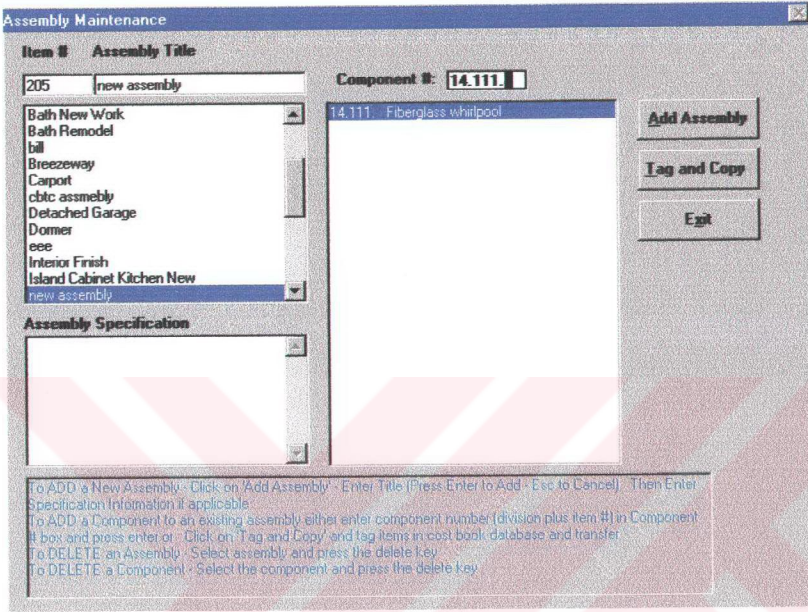 Assembly Maintenance
Item # Assembly Title
205 new assembly
Component #: 14.111.
Bath New Work
Bath Remodel
bill
Breezeway
Carport
cbtc assmebly
Detached Garage
Dormer
eee
Interior Finish
Island Cabinet Kitchen New
new assembly
14.111. Fiberglass whirlpool
Add Assembly
Tag and Copy
Exit
Assembly Specification
To ADD a New Assembly - Click on 'Add Assembly' - Enter Title (Press Enter to Add - Esc to Cancel) Then Enter
Specification Information if applicable
To ADD a Component to an existing assembly either enter component number (division plus item #) in Component
# box and press enter or Click on 'Tag and Copy' and tag items in cost book database and transfer
To DELETE an Assembly - Select assembly and press the delete key
To DELETE a Component - Select the component and press the delete key